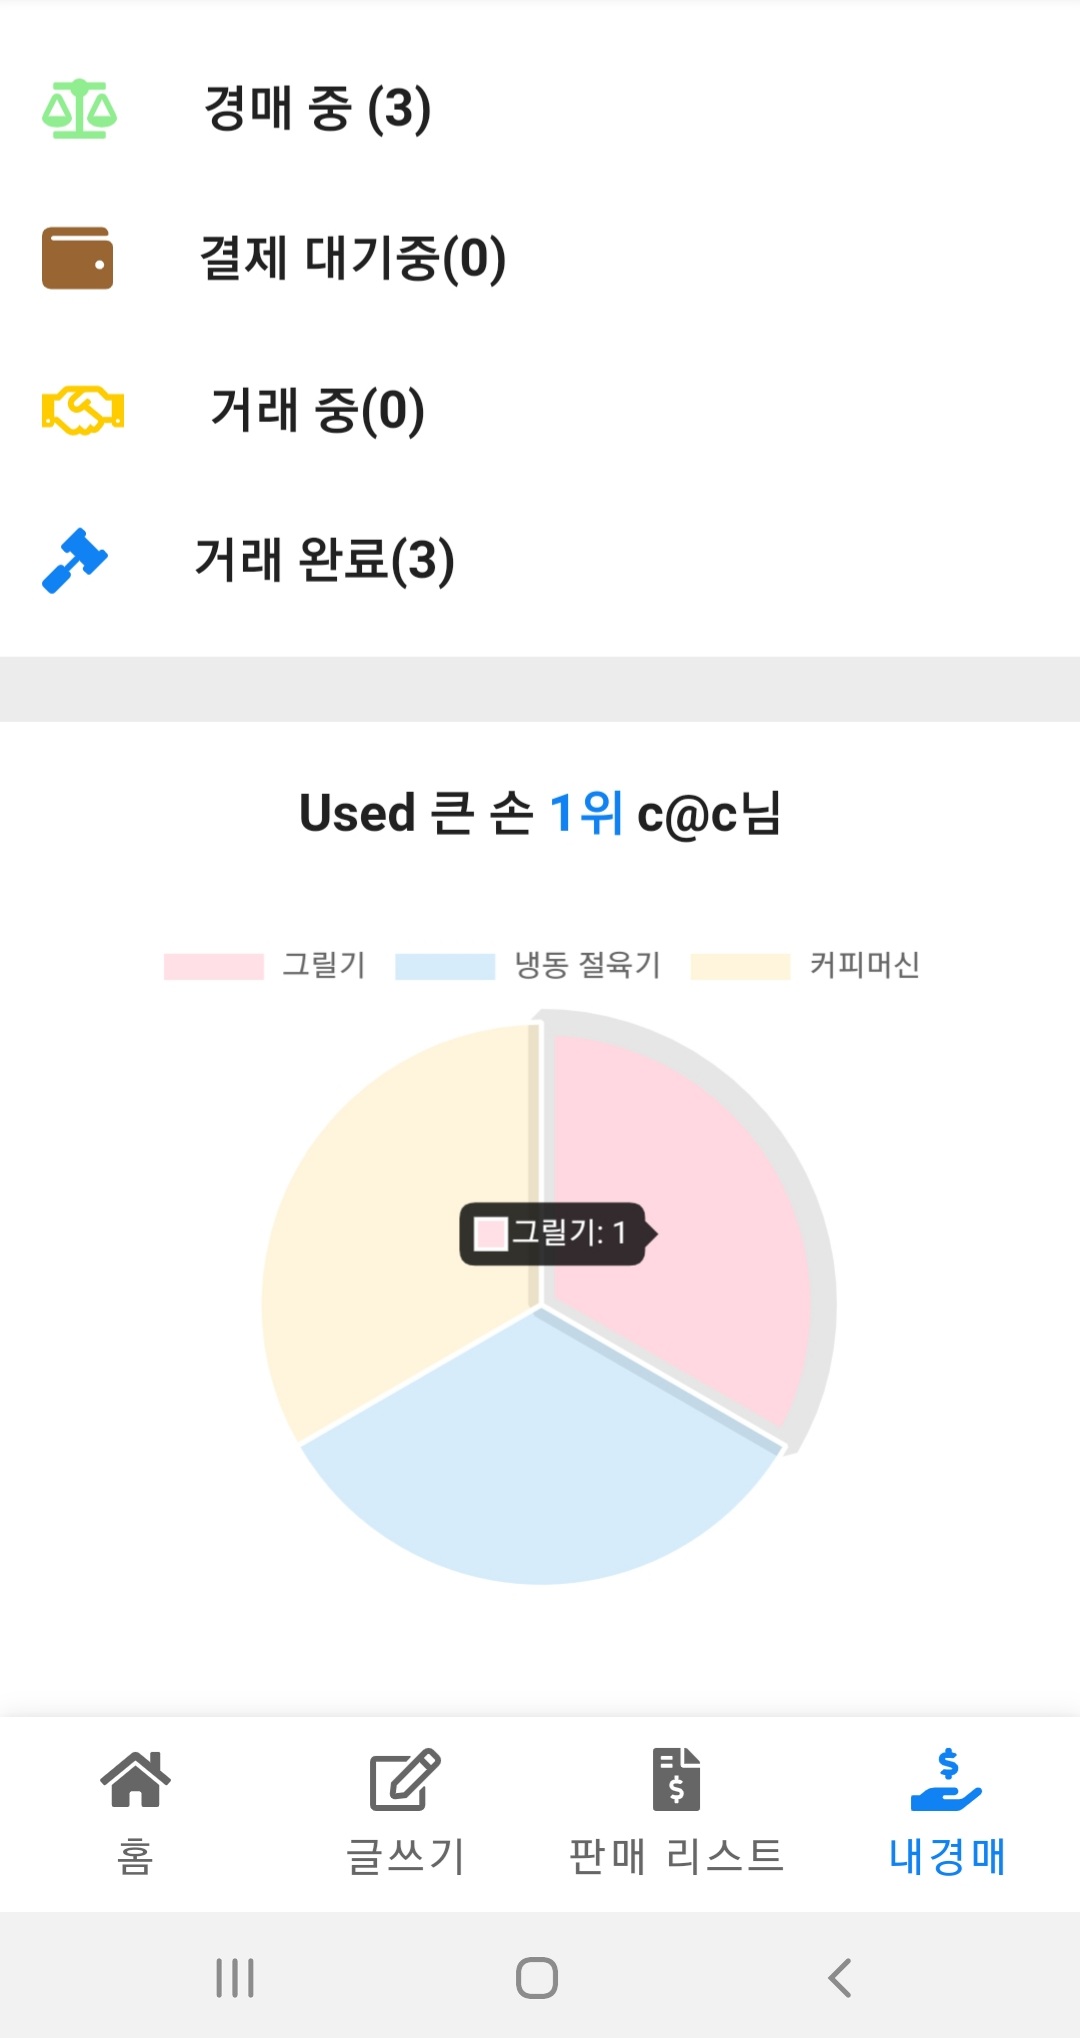 경매 중 (3)
결제 대기중(0)
거래 중(0)
거래 완료(3)
Used 큰 손 1위 c@c님
그릴기 냉동 절육기 커피머신
그릴기: 1
홈 글쓰기 판매 리스트 내경매